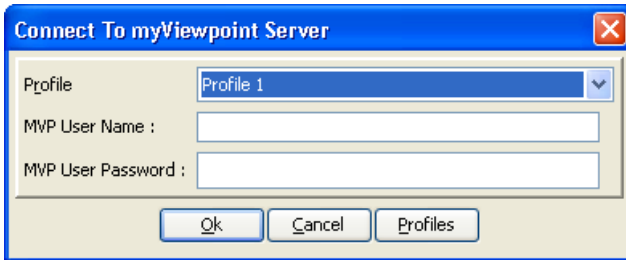 Connect To myViewpoint Server
Profile Profile 1
MVP User Name :
MVP User Password :
Ok Cancel Profiles